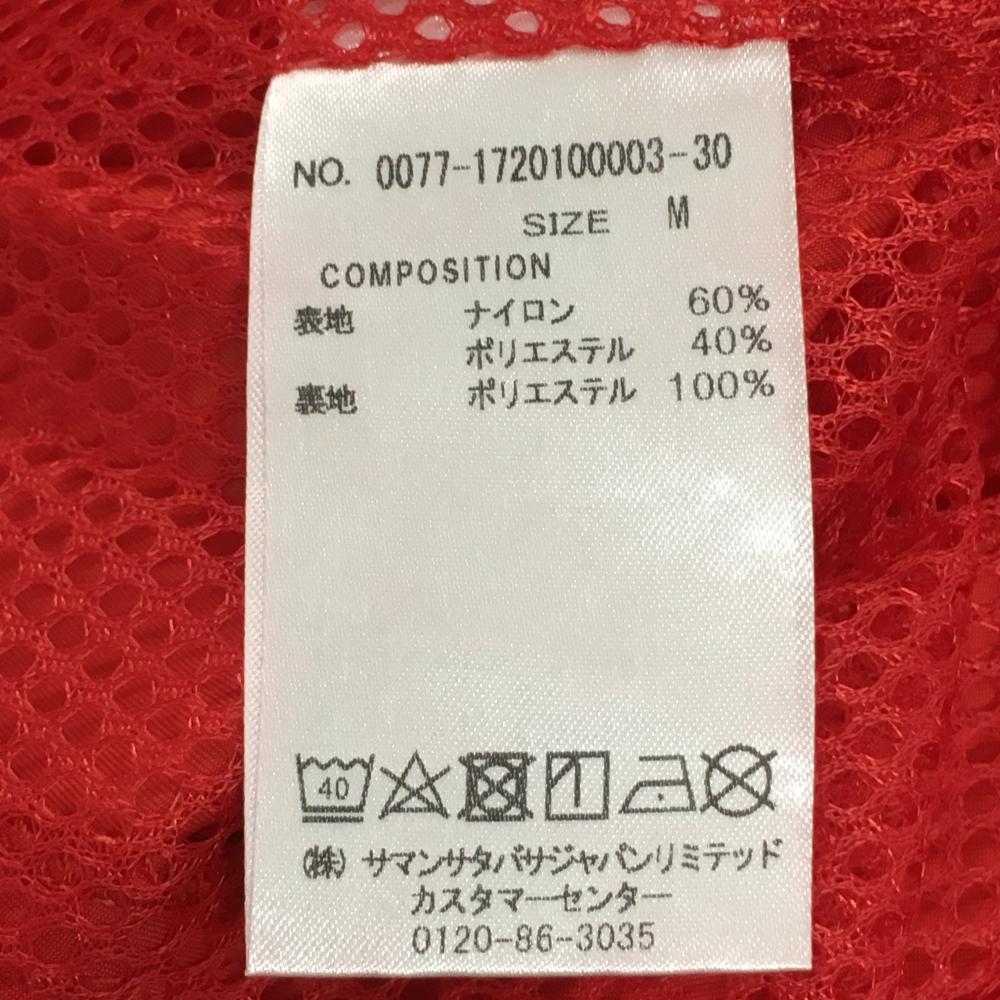 NO. 0077-1720100003-30
SIZE M
COMPOSITION
表地 ナイロン 60%
ポリエステル 40%
裏地 ポリエステル 100%
40
(株) サマンサタバサジャパンリミテッド
カスタマーセンター
0120-86-3035